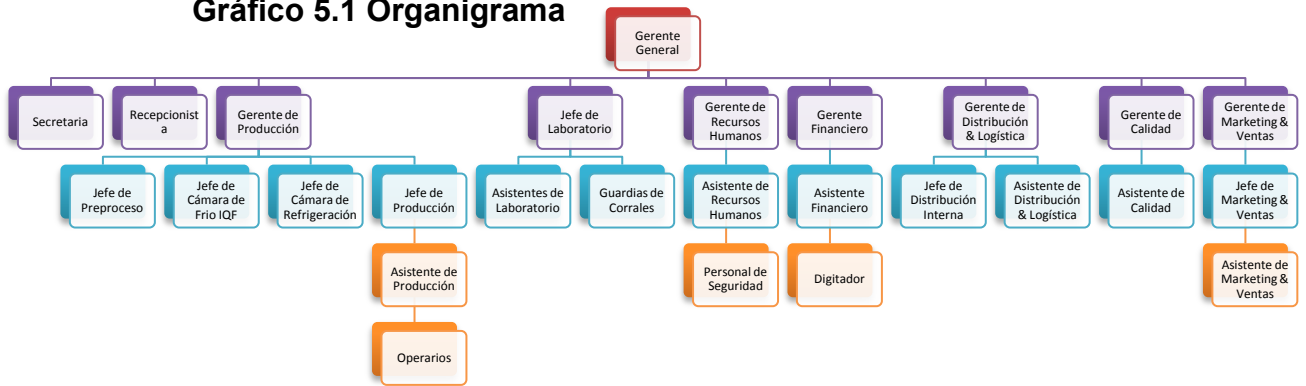 Gráfico 5.1 Organigrama
Gerente
General
Secretaria
Recepcionist
a
Gerente de
Producción
Jefe de
Laboratorio
Gerente de
Recursos
Humanos
Gerente
Financiero
Gerente de
Distribución
& Logística
Gerente de
Calidad
Gerente de
Marketing &
Ventas
Jefe de
Preproceso
Jefe de
Cámara de
Frio IQF
Jefe de
Cámara de
Refrigeración
Jefe de
Producción
Asistentes de
Laboratorio
Guardias de
Corrales
Asistente de
Recursos
Humanos
Asistente
Financiero
Jefe de
Distribución
Interna
Asistente de
Distribución
& Logística
Asistente de
Calidad
Jefe de
Marketing &
Ventas
Asistente de
Producción
Personal de
Seguridad
Digitador
Asistente de
Marketing &
Ventas
Operarios